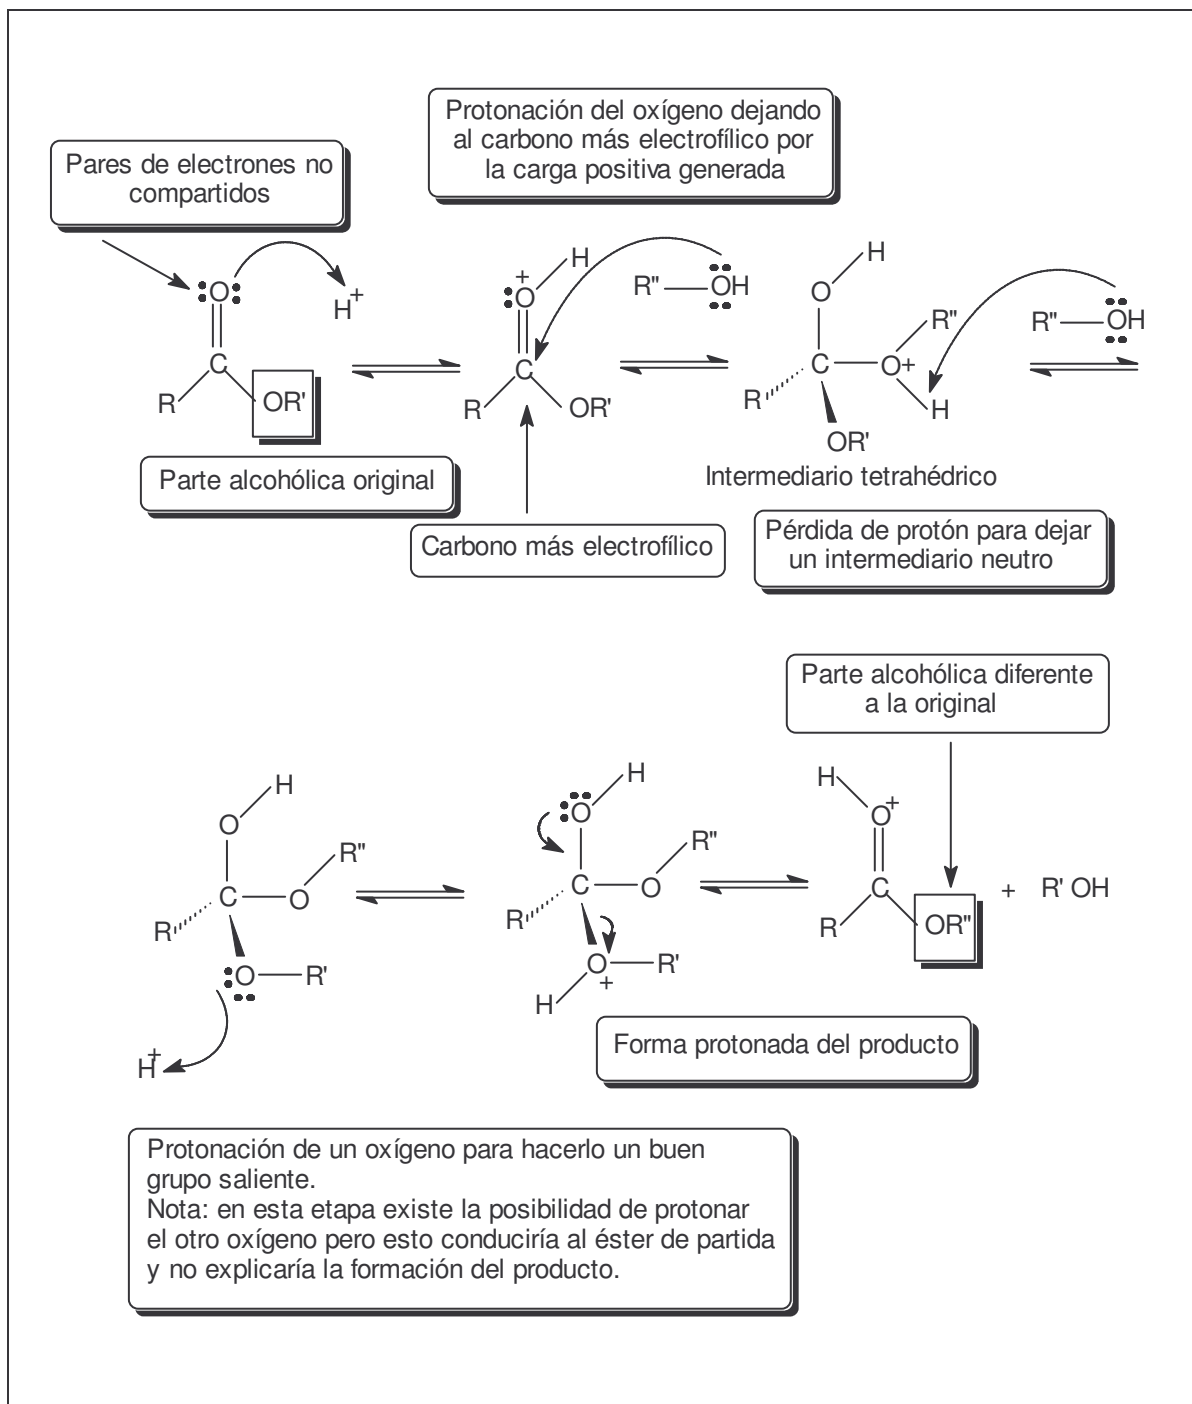 Protonación del oxígeno dejando
al carbono más electrofílico por
la carga positiva generada
Pares de electrones no
compartidos
O
H+
C
R
OR'
Parte alcohólica original
H
+
O
C
R
OR'
R" OH
Carbono más electrofílico
H
O
R"
C
O+
R
H
OR'
R" OH
Intermediario tetrahédrico
Pérdida de protón para dejar
un intermediario neutro
Parte alcohólica diferente
a la original
H
O
R"
C
O
R
O
R'
H+
H
O
R"
C
O
R
O
R'
+
H
H
O+
C
R
OR"
+ R' OH
Forma protonada del producto
Protonación de un oxígeno para hacerlo un buen
grupo saliente.
Nota: en esta etapa existe la posibilidad de protonar
el otro oxígeno pero esto conduciría al éster de partida
y no explicaría la formación del producto.